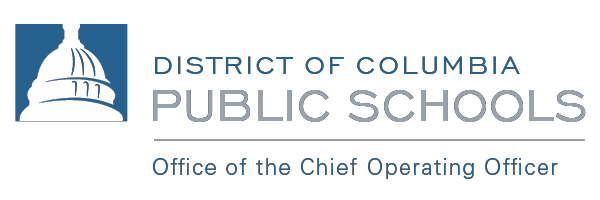 DISTRICT OF COLUMBIA
PUBLIC SCHOOLS
Office of the Chief Operating Officer